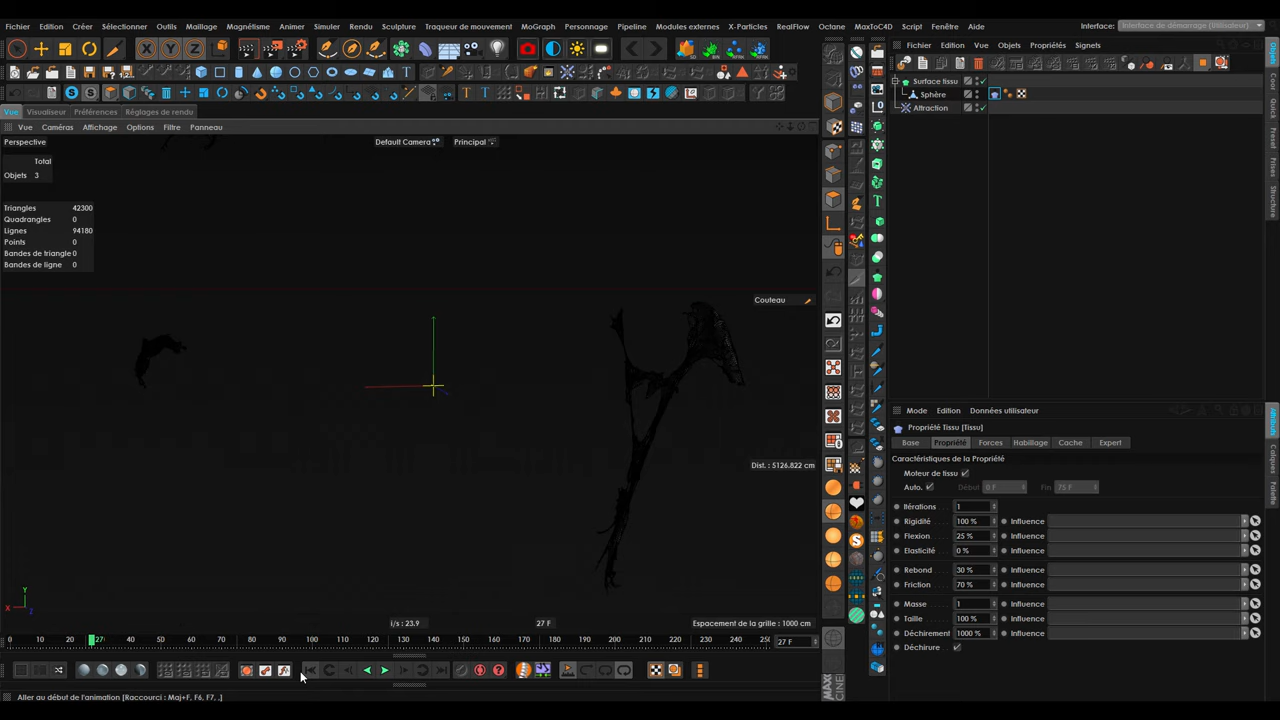 Fichier Edition Créer Sélectionner Outils Maillage Magnétisme Animer Simuler Rendu Sculpture Traqueur de mouvement MoGraph Personnage Pipeline Modules externes X-Particles RealFlow Octane MaxToC4D Script Fenêtre Aide Interface: Interface de démarrage (Utilisateur)
Fichier Edition Vue Objets Propriétés Signets
Surface tissu
Sphère
Attraction
Vue Visualiseur Préférences Réglages de rendu
Vue Caméras Affichage Options Filtre Panneau
Perspective Default Camera Principal
Total
Objets 3
Triangles 42300
Quadrangles 0
Lignes 94180
Points 0
Bandes de triangle 0
Bandes de ligne 0
Couteau
Dist. : 5126.822 cm
i/s : 23.9 27 F Espacement de la grille : 1000 cm
0 10 20 27 40 50 60 70 80 90 100 110 120 130 140 150 160 170 180 190 200 210 220 230 240 250 27 F
Aller au début de l'animation [Raccourci : Maj+F, F6, F7, ,]
Mode Edition Données utilisateur
Propriété Tissu [Tissu]
Base Propriété Forces Habillage Cache Expert
Caractéristiques de la Propriété
Moteur de tissu
Auto. Début 0 F Fin 75 F
Itérations 1
Rigidité 100 % Influence
Flexion 25 % Influence
Elasticité 0 % Influence
Rebond 30 % Influence
Friction 70 % Influence
Masse 1 Influence
Taille 100 % Influence
Déchirement 1000 % Influence
Déchirure
Objets
Attributs
Calques
X
Y
Z